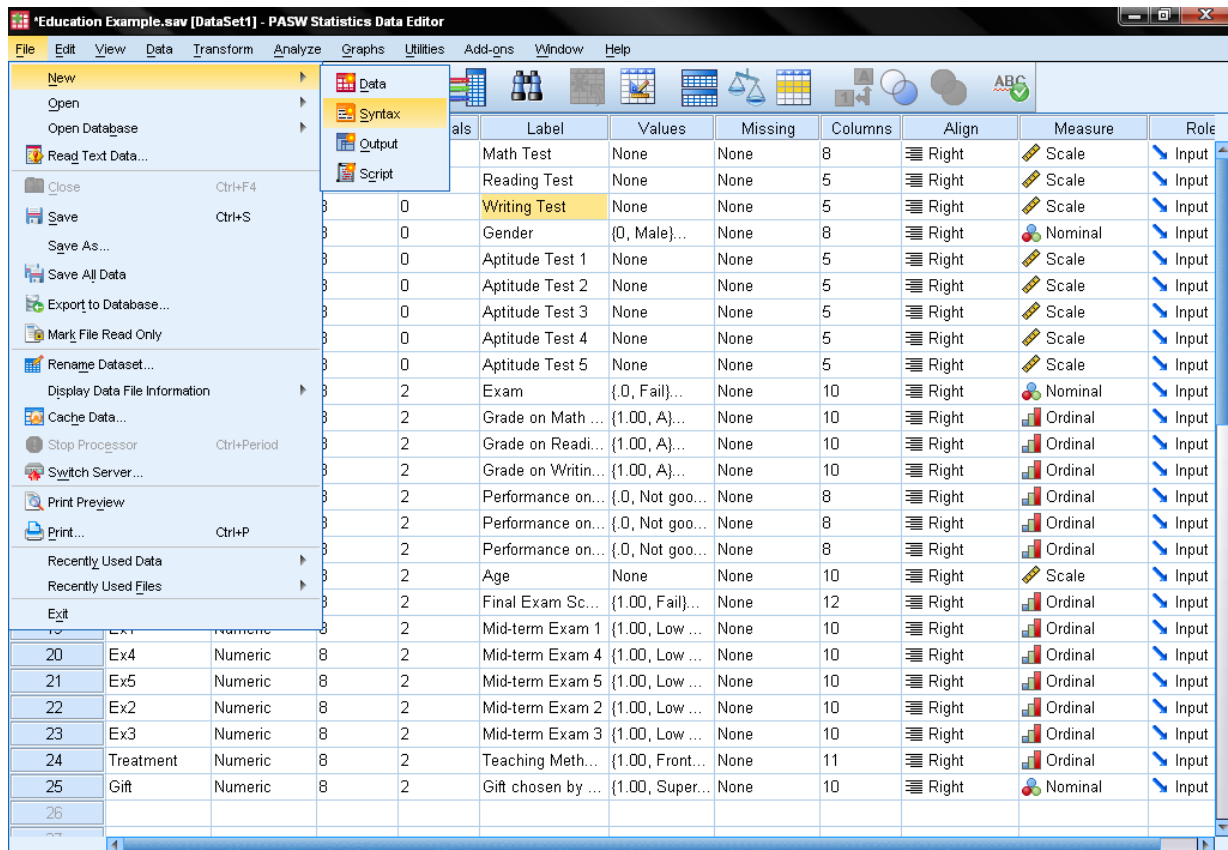 *Education Example.sav [DataSet1] - PASW Statistics Data Editor
File Edit View Data Transform Analyze Graphs Utilities Add-ons Window Help
New
Open
Open Database
Read Text Data...
Close Ctrl+F4
Save Ctrl+S
Save As...
Save All Data
Export to Database...
Mark File Read Only
Rename Dataset...
Display Data File Information
Cache Data...
Stop Processor Ctrl+Period
Switch Server...
Print Preview
Print... Ctrl+P
Recently Used Data
Recently Used Files
Exit
Data
Syntax
Output
Script
A
1
ABC
als Label Values Missing Columns Align Measure Role
Math Test None None 8 Right Scale Input
Reading Test None None 5 Right Scale Input
0 Writing Test None None 5 Right Scale Input
0 Gender {0, Male}... None 8 Right Nominal Input
0 Aptitude Test 1 None None 5 Right Scale Input
0 Aptitude Test 2 None None 5 Right Scale Input
0 Aptitude Test 3 None None 5 Right Scale Input
0 Aptitude Test 4 None None 5 Right Scale Input
0 Aptitude Test 5 None None 5 Right Scale Input
2 Exam {.0, Fail}... None 10 Right Nominal Input
2 Grade on Math ... {1.00, A}... None 10 Right Ordinal Input
2 Grade on Readi... {1.00, A}... None 10 Right Ordinal Input
2 Grade on Writin... {1.00, A}... None 10 Right Ordinal Input
2 Performance on... {.0, Not goo... None 8 Right Ordinal Input
2 Performance on... {.0, Not goo... None 8 Right Ordinal Input
2 Performance on... {.0, Not goo... None 8 Right Ordinal Input
2 Age None None 10 Right Scale Input
2 Final Exam Sc... {1.00, Fail}... None 12 Right Ordinal Input
8 2 Mid-term Exam 1 {1.00, Low ... None 10 Right Ordinal Input
20 Ex4 Numeric 8 2 Mid-term Exam 4 {1.00, Low ... None 10 Right Ordinal Input
21 Ex5 Numeric 8 2 Mid-term Exam 5 {1.00, Low ... None 10 Right Ordinal Input
22 Ex2 Numeric 8 2 Mid-term Exam 2 {1.00, Low ... None 10 Right Ordinal Input
23 Ex3 Numeric 8 2 Mid-term Exam 3 {1.00, Low ... None 10 Right Ordinal Input
24 Treatment Numeric 8 2 Teaching Meth... {1.00, Front... None 11 Right Ordinal Input
25 Gift Numeric 8 2 Gift chosen by ... {1.00, Super... None 10 Right Nominal Input
26